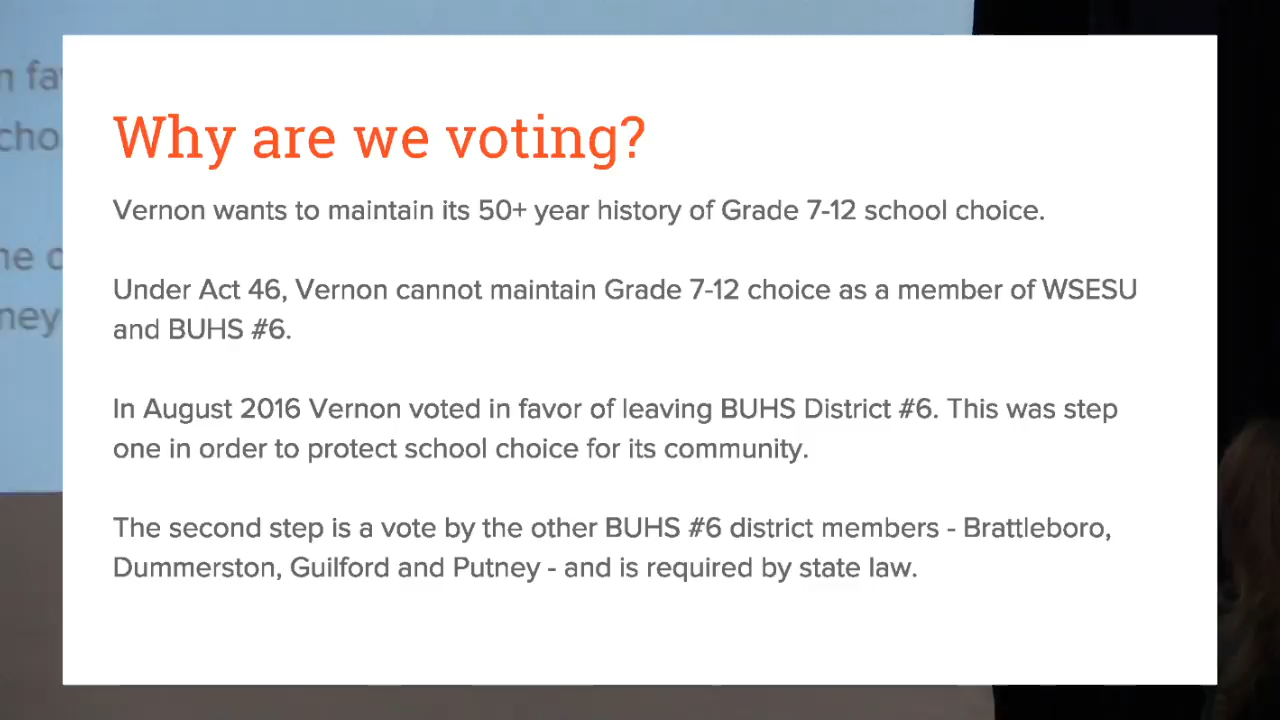 Why are we voting?
Vernon wants to maintain its 50+ year history of Grade 7-12 school choice.
Under Act 46, Vernon cannot maintain Grade 7-12 choice as a member of WSESU
and BUHS #6.
In August 2016 Vernon voted in favor of leaving BUHS District #6. This was step
one in order to protect school choice for its community.
The second step is a vote by the other BUHS #6 district members - Brattleboro,
Dummerston, Guilford and Putney - and is required by state law.